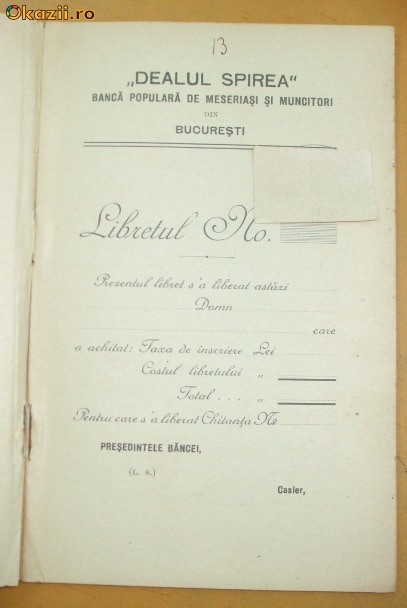 Okazii.ro
13
„DEALUL SPIREA“
BANCĂ POPULARĂ DE MESERIAȘI ȘI MUNCITORI
DIN
BUCUREȘTI
Libretul No.
Prezentul libret s'a liberat astăzi
Domn
care
a achitat: Taxa de înscriere Lei
Costul libretului „
Total . . . „
Pentru care s'a liberat Chitanța No
PREȘEDINTELE BĂNCEI,
(L. S.)
Casier,